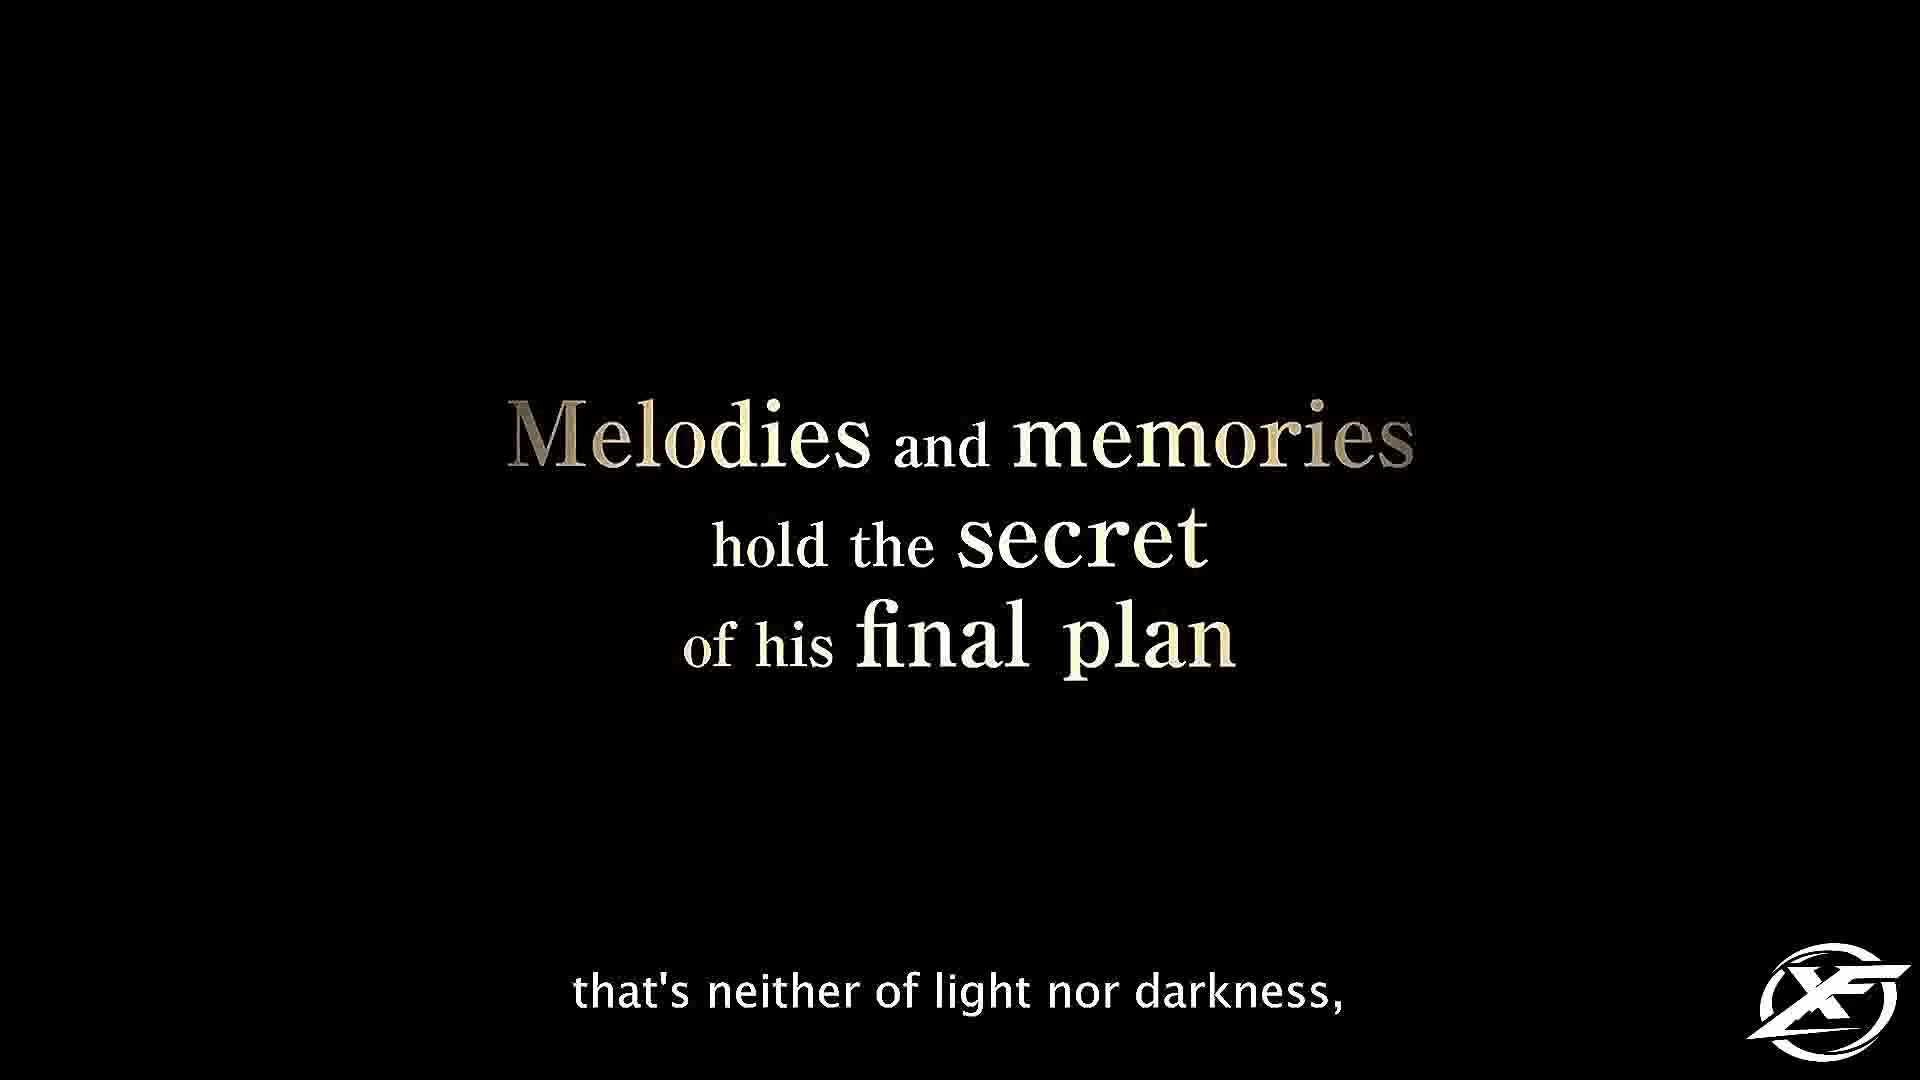 Melodies and memories
hold the secret
of his final plan
that's neither of light nor darkness,
XF